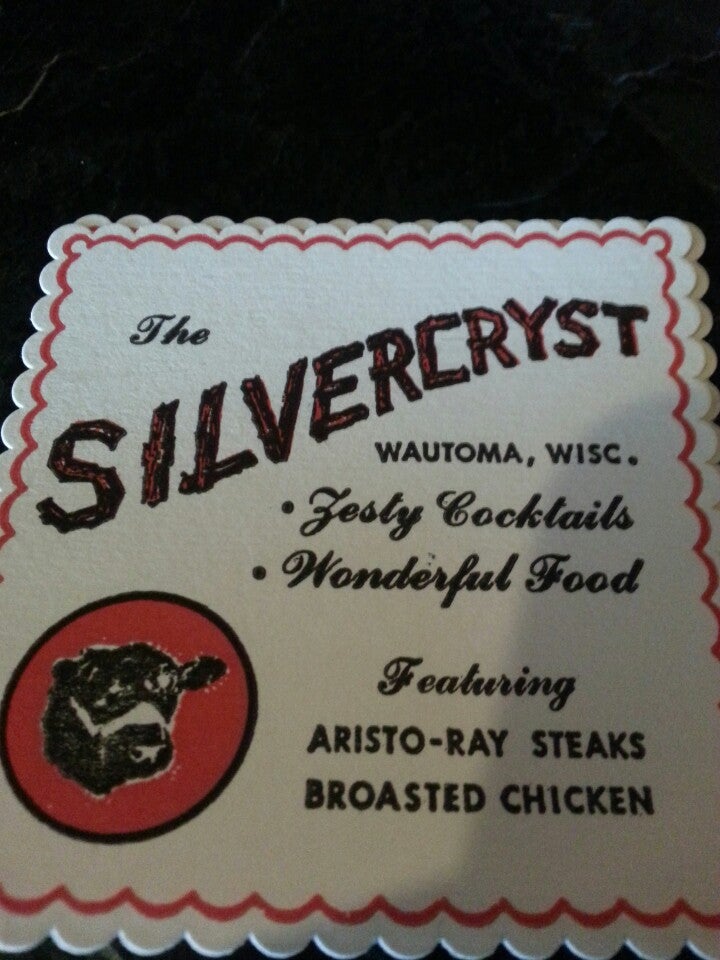 The
SILVERCRYST
WAUTOMA, WISC.
• Zesty Cocktails
• Wonderful Food
Featuring
ARISTO-RAY STEAKS
BROASTED CHICKEN